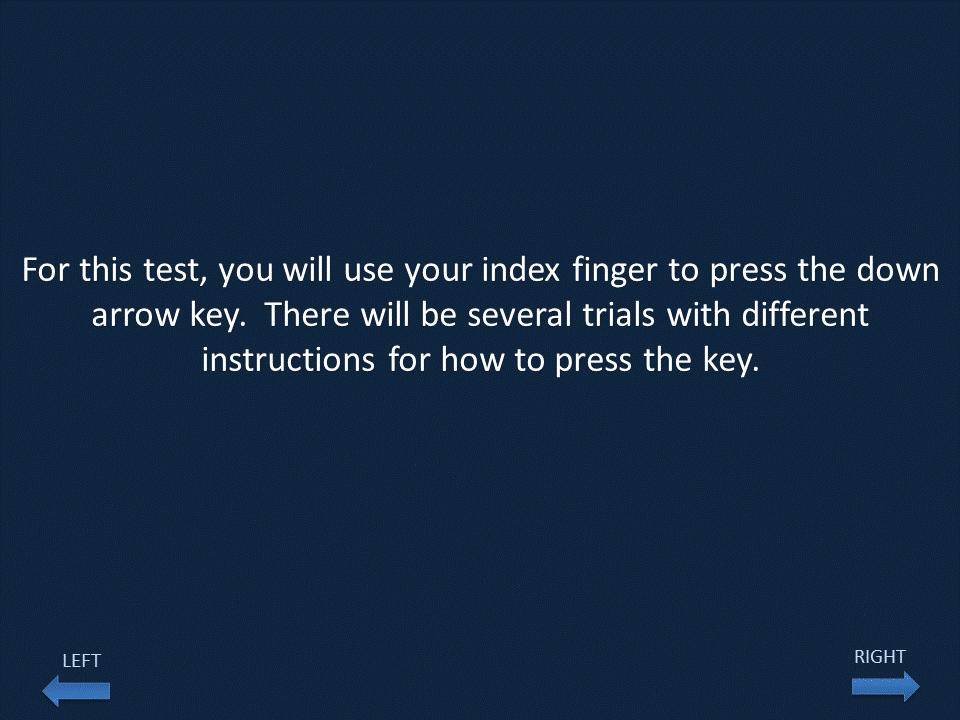 For this test, you will use your index finger to press the down
arrow key.  There will be several trials with different
instructions for how to press the key.
LEFT
RIGHT